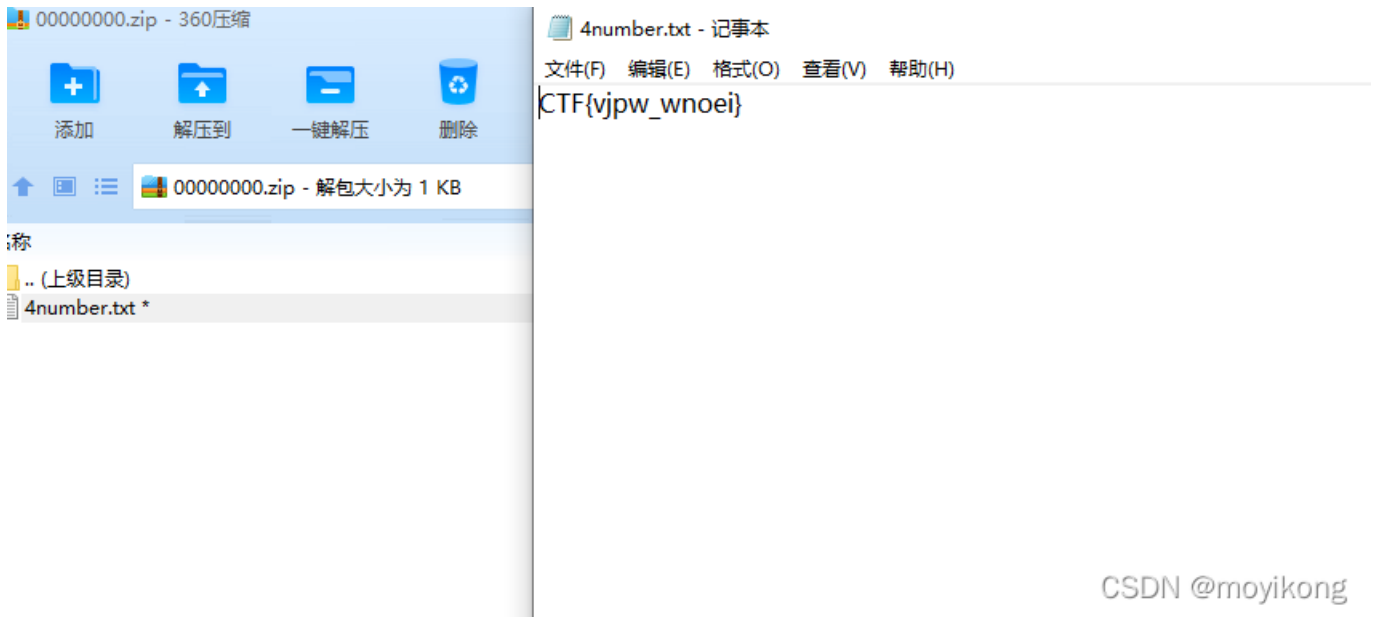 00000000.zip - 360压缩
添加 解压到 一键解压 删除
00000000.zip - 解包大小为 1 KB
名称
.. (上级目录)
4number.txt *
4number.txt - 记事本
文件(F) 编辑(E) 格式(O) 查看(V) 帮助(H)
CTF{vjpw_wnoei}
CSDN @moyikong